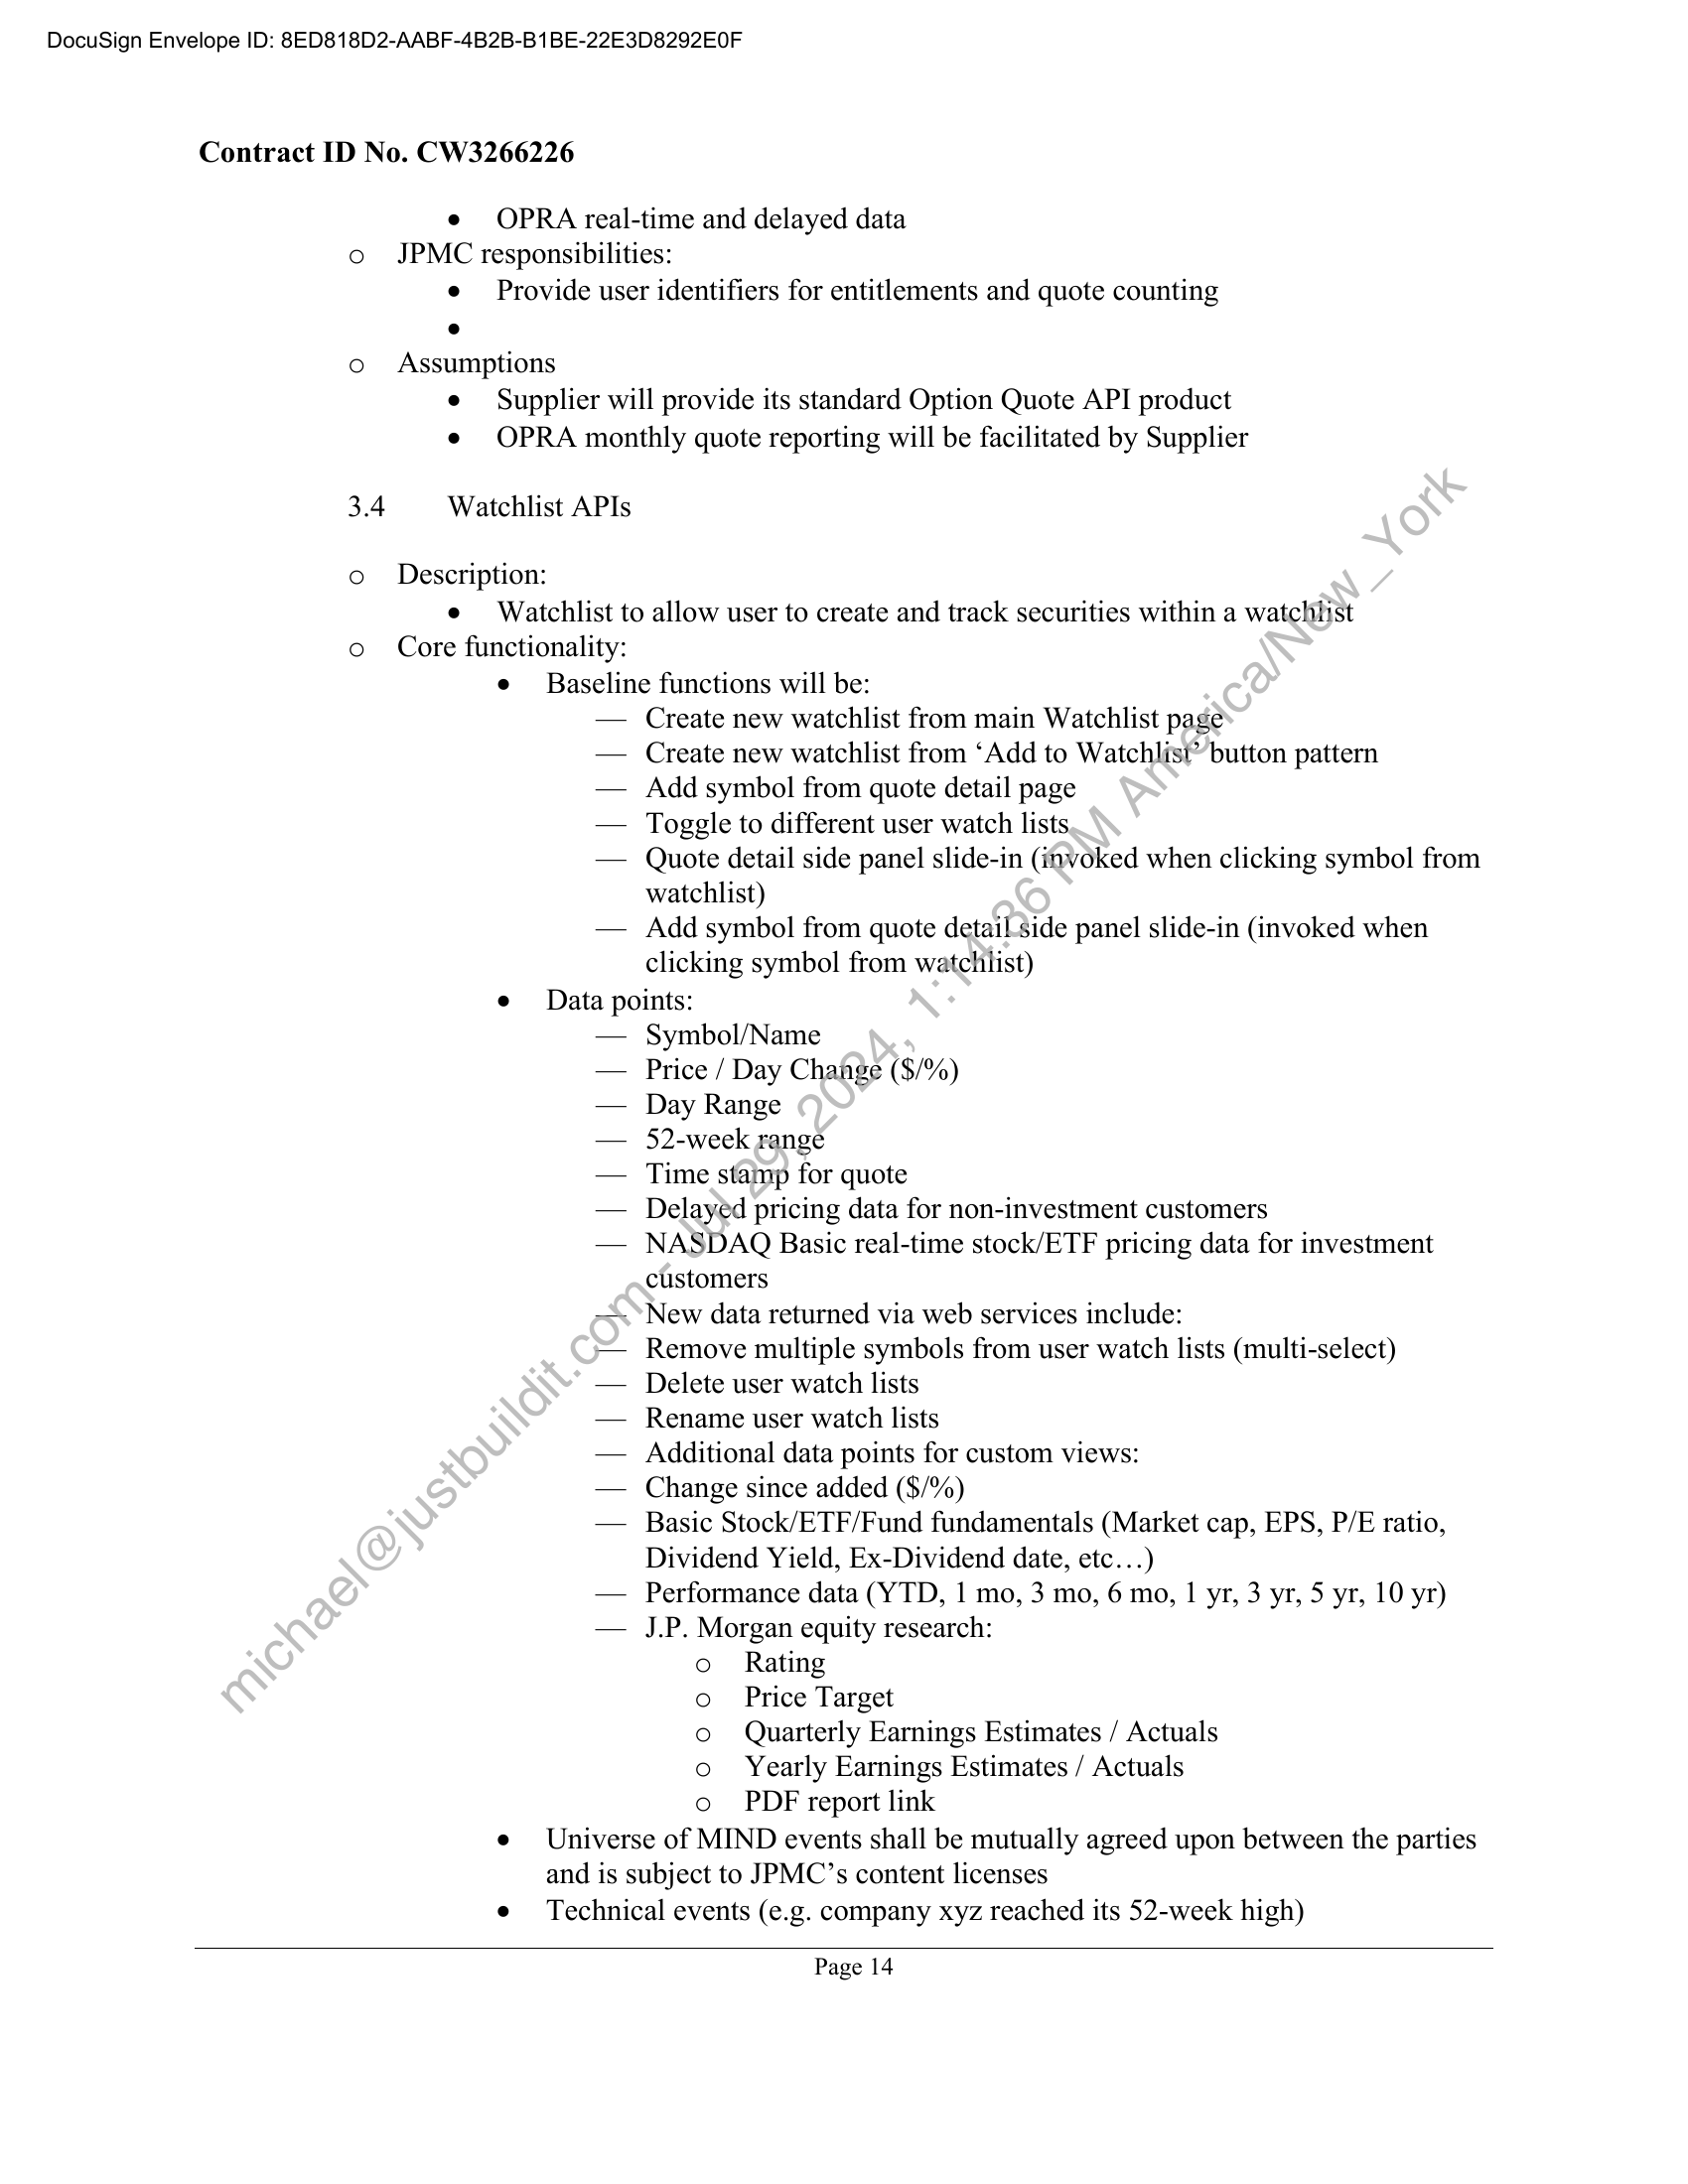 DocuSign Envelope ID: 8ED818D2-AABF-4B2B-B1BE-22E3D8292E0F
Contract ID No. CW3266226
• OPRA real-time and delayed data
o JPMC responsibilities:
• Provide user identifiers for entitlements and quote counting
•
o Assumptions
• Supplier will provide its standard Option Quote API product
• OPRA monthly quote reporting will be facilitated by Supplier
3.4 Watchlist APIs
o Description:
• Watchlist to allow user to create and track securities within a watchlist
o Core functionality:
• Baseline functions will be:
— Create new watchlist from main Watchlist page
— Create new watchlist from ‘Add to Watchlist’ button pattern
— Add symbol from quote detail page
— Toggle to different user watch lists
— Quote detail side panel slide-in (invoked when clicking symbol from
watchlist)
— Add symbol from quote detail side panel slide-in (invoked when
clicking symbol from watchlist)
• Data points:
— Symbol/Name
— Price / Day Change ($/%)
— Day Range
— 52-week range
— Time stamp for quote
— Delayed pricing data for non-investment customers
— NASDAQ Basic real-time stock/ETF pricing data for investment
customers
— New data returned via web services include:
— Remove multiple symbols from user watch lists (multi-select)
— Delete user watch lists
— Rename user watch lists
— Additional data points for custom views:
— Change since added ($/%)
— Basic Stock/ETF/Fund fundamentals (Market cap, EPS, P/E ratio,
Dividend Yield, Ex-Dividend date, etc…)
— Performance data (YTD, 1 mo, 3 mo, 6 mo, 1 yr, 3 yr, 5 yr, 10 yr)
— J.P. Morgan equity research:
o Rating
o Price Target
o Quarterly Earnings Estimates / Actuals
o Yearly Earnings Estimates / Actuals
o PDF report link
• Universe of MIND events shall be mutually agreed upon between the parties
and is subject to JPMC’s content licenses
• Technical events (e.g. company xyz reached its 52-week high)
Page 14
michael@justbuildit.com - Jul 29, 2024, 1:14:36 PM America/New_York